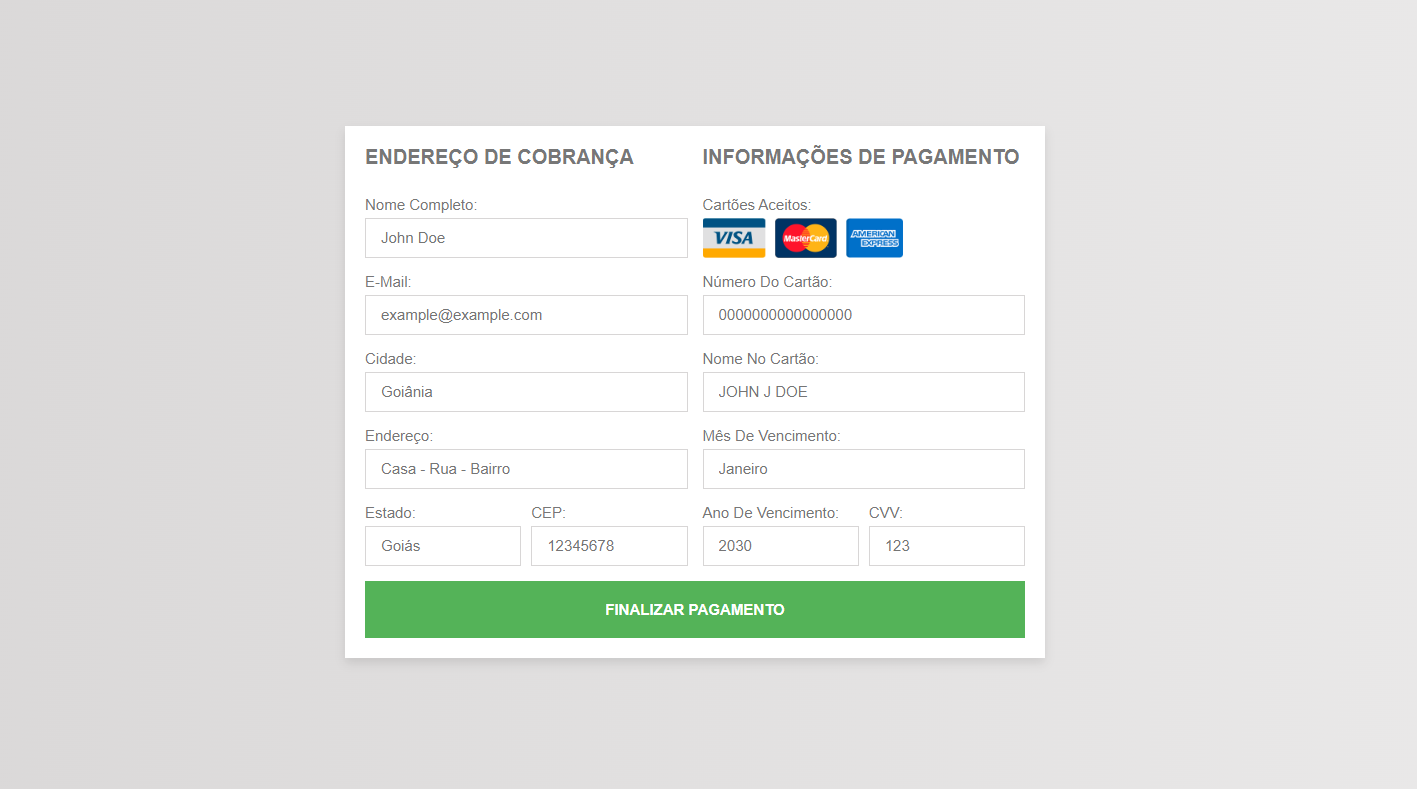 ENDEREÇO DE COBRANÇA
Nome Completo:
John Doe
E-Mail:
example@example.com
Cidade:
Goiânia
Endereço:
Casa - Rua - Bairro
Estado:
Goiás
CEP:
12345678
INFORMAÇÕES DE PAGAMENTO
Cartões Aceitos:
VISA
MasterCard
AMERICAN
EXPRESS
Número Do Cartão:
0000000000000000
Nome No Cartão:
JOHN J DOE
Mês De Vencimento:
Janeiro
Ano De Vencimento:
2030
CVV:
123
FINALIZAR PAGAMENTO